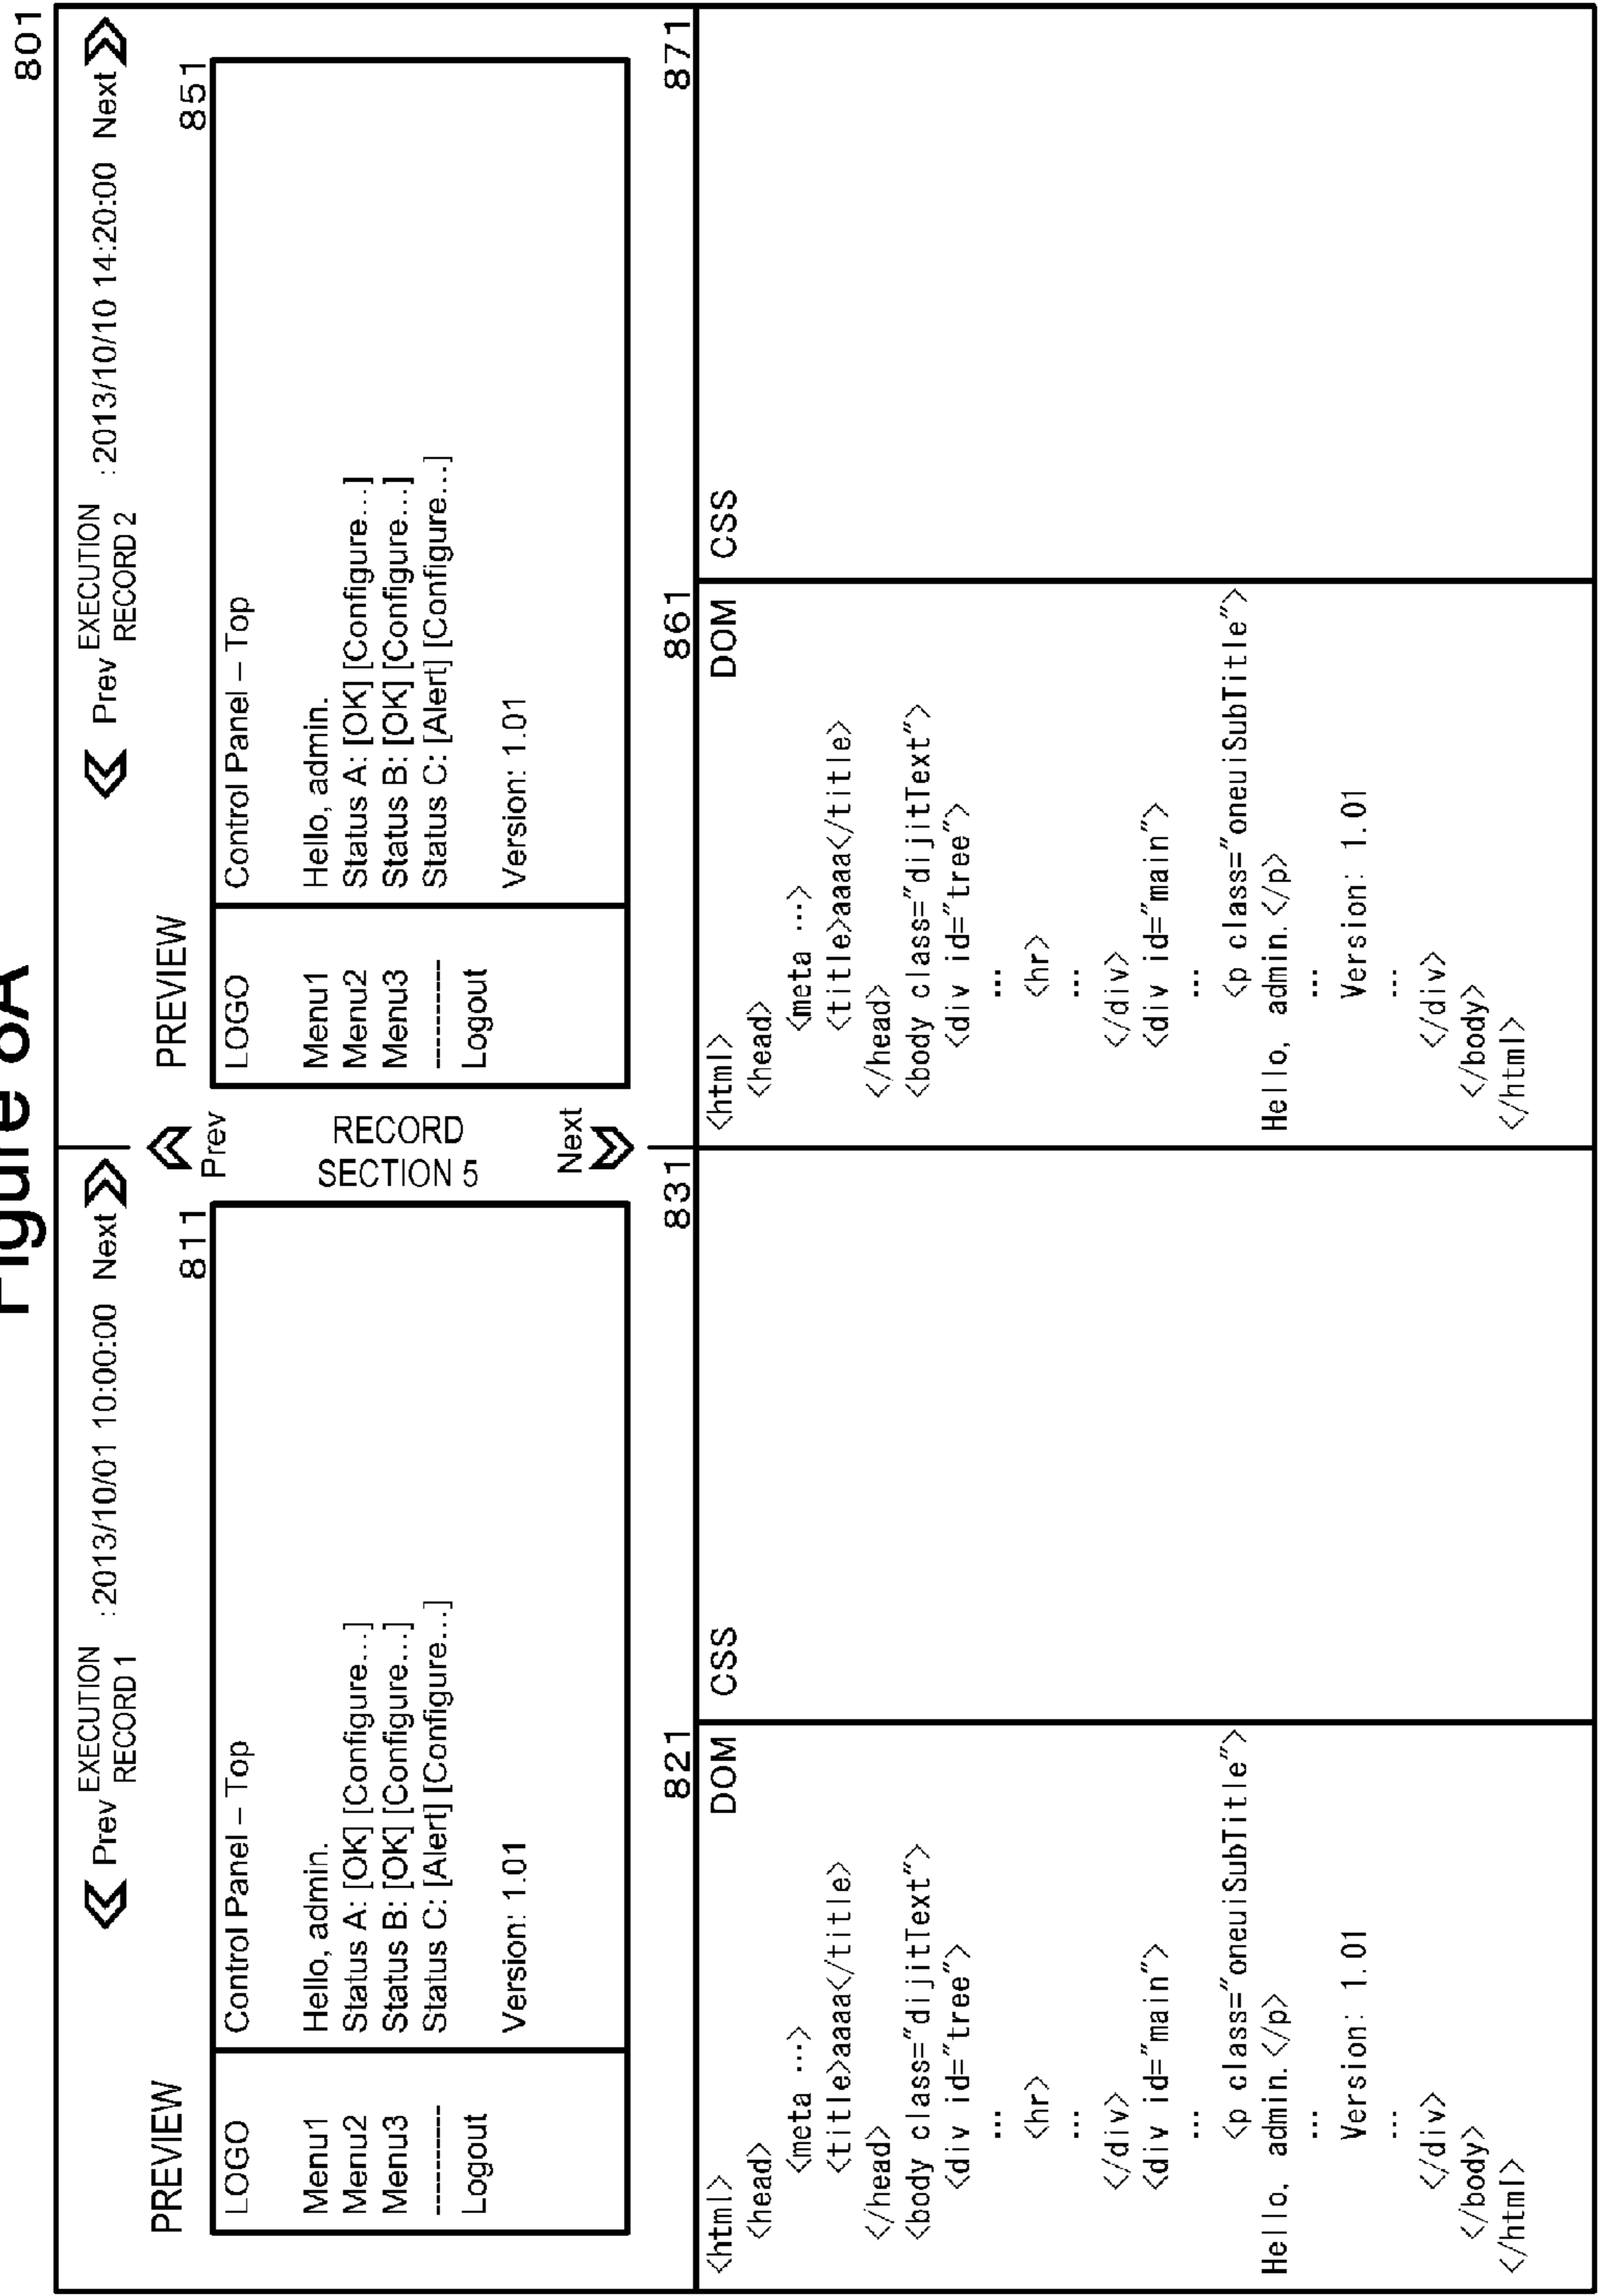 Figure 8A
801
Prev EXECUTION RECORD 1 : 2013/10/01 10:00:00 Next
Prev EXECUTION RECORD 2 : 2013/10/10 14:20:00 Next
PREVIEW
811
LOGO
Menu1
Menu2
Menu3
----------
Logout
Control Panel – Top
Hello, admin.
Status A: [OK] [Configure...]
Status B: [OK] [Configure...]
Status C: [Alert] [Configure...]
Version: 1.01
Prev
RECORD
SECTION 5
Next
PREVIEW
851
LOGO
Menu1
Menu2
Menu3
----------
Logout
Control Panel – Top
Hello, admin.
Status A: [OK] [Configure...]
Status B: [OK] [Configure...]
Status C: [Alert] [Configure...]
Version: 1.01
821
DOM
<html>
<head>
<meta ...>
<title>aaaa</title>
</head>
<body class="dijitText">
<div id="tree">
...
<hr>
...
</div>
<div id="main">
...
<p class="oneuiSubTitle">
Hello, admin.</p>
...
Version: 1.01
...
</div>
</body>
</html>
831
CSS
861
DOM
<html>
<head>
<meta ...>
<title>aaaa</title>
</head>
<body class="dijitText">
<div id="tree">
...
<hr>
...
</div>
<div id="main">
...
<p class="oneuiSubTitle">
Hello, admin.</p>
...
Version: 1.01
...
</div>
</body>
</html>
871
CSS